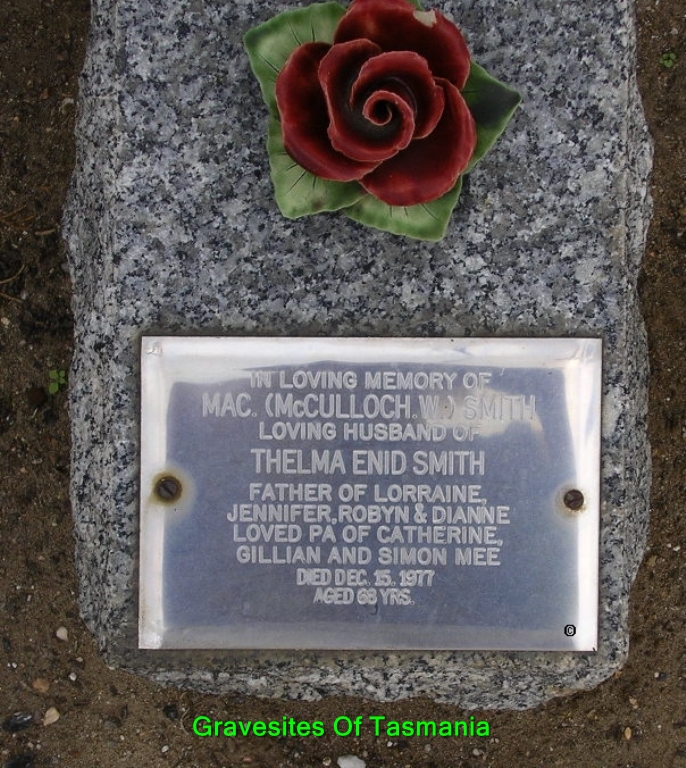 IN LOVING MEMORY OF
MAC. (McCULLOCH.W.) SMITH
LOVING HUSBAND OF
THELMA ENID SMITH
FATHER OF LORRAINE,
JENNIFER,ROBYN & DIANNE
LOVED PA OF CATHERINE,
GILLIAN AND SIMON MEE
DIED DEC. 15. 1977
AGED 68 YRS.
©
Gravesites Of Tasmania